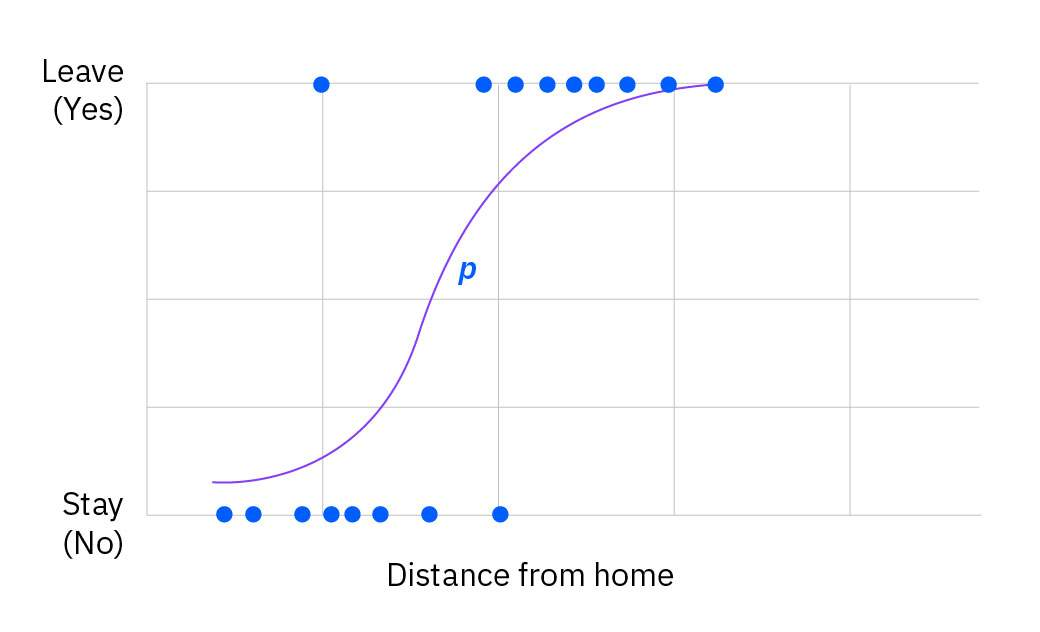 Leave
(Yes)
p
Stay
(No)
Distance from home